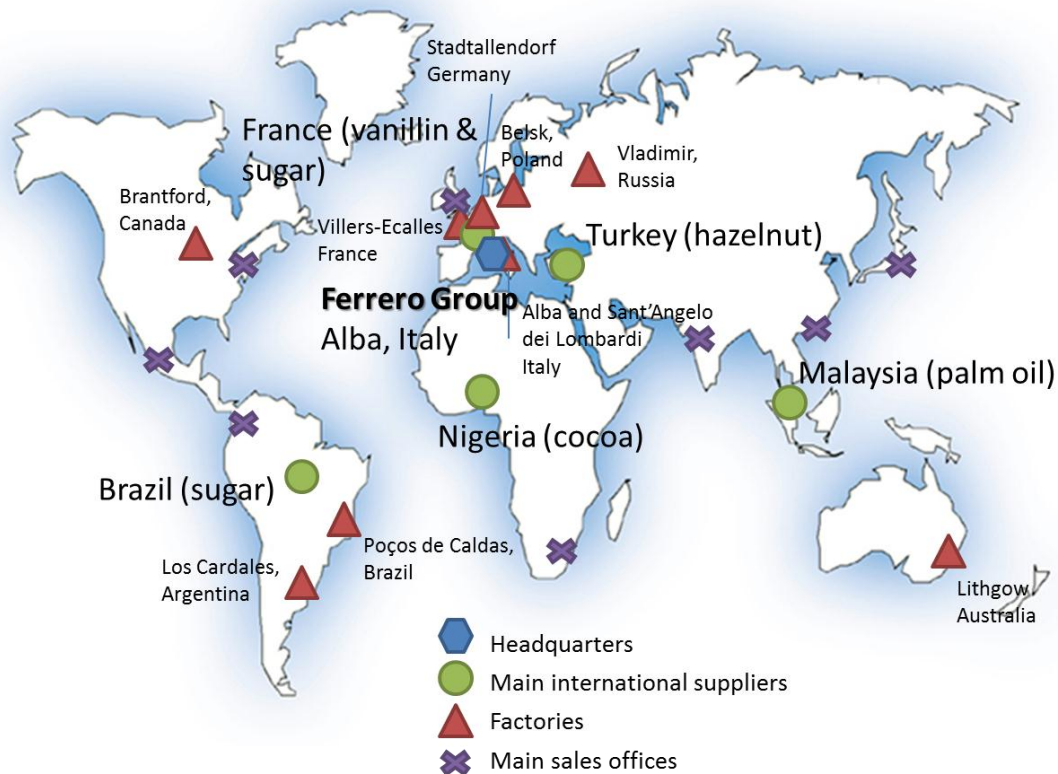 Stadtallendorf
Germany
France (vanillin &
sugar)
Belsk,
Poland
Vladimir,
Russia
Brantford,
Canada
Villers-Ecalles
France
Turkey (hazelnut)
Ferrero Group
Alba, Italy
Alba and Sant’Angelo
dei Lombardi
Italy
Malaysia (palm oil)
Nigeria (cocoa)
Brazil (sugar)
Poços de Caldas,
Brazil
Los Cardales,
Argentina
Lithgow
Australia
Headquarters
Main international suppliers
Factories
Main sales offices